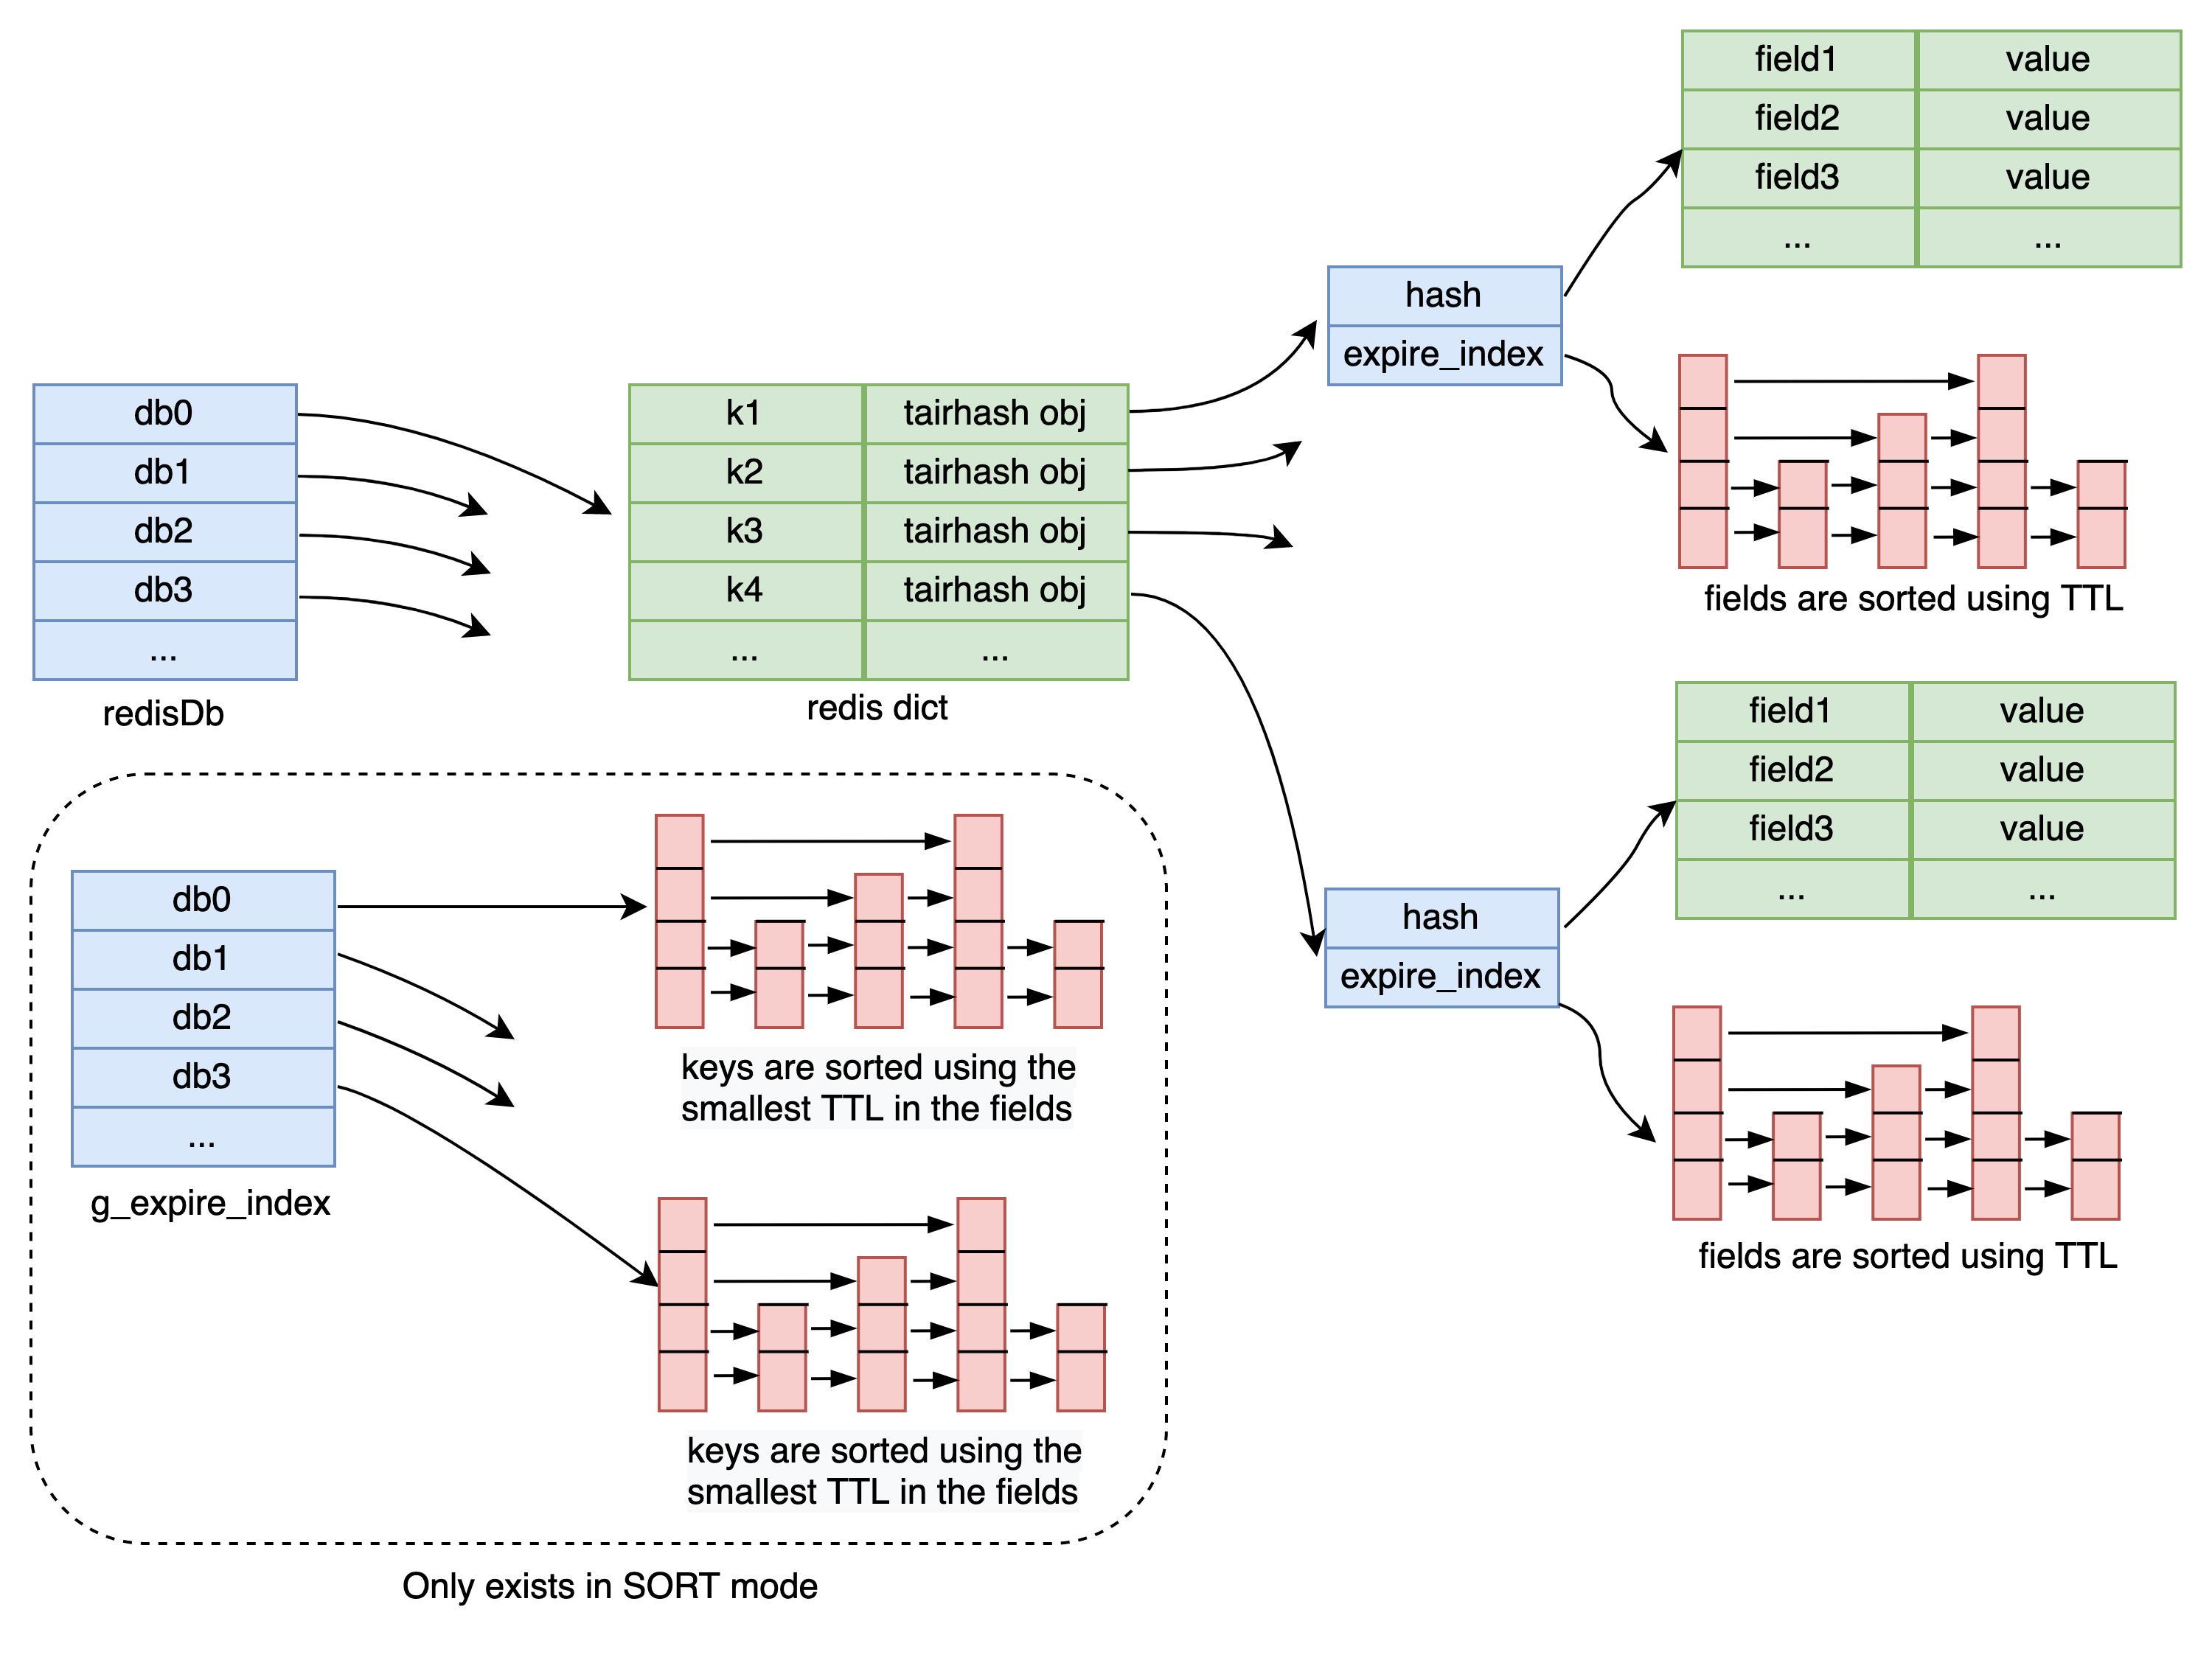 field1 value
field2 value
field3 value
... ...
hash
expire_index
fields are sorted using TTL
db0
db1
db2
db3
...
redisDb
k1 tairhash obj
k2 tairhash obj
k3 tairhash obj
k4 tairhash obj
... ...
redis dict
field1 value
field2 value
field3 value
... ...
hash
expire_index
fields are sorted using TTL
db0
db1
db2
db3
...
g_expire_index
keys are sorted using the
smallest TTL in the fields
keys are sorted using the
smallest TTL in the fields
Only exists in SORT mode